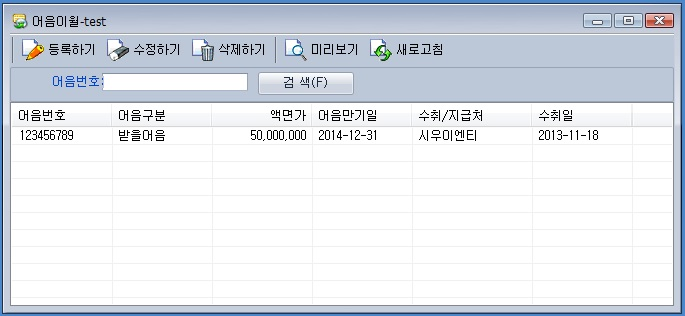 어음이월-test
등록하기 수정하기 삭제하기 미리보기 새로고침
어음번호: 검 색(F)
어음번호 어음구분 액면가 어음만기일 수취/지급처 수취일
123456789 받을어음 50,000,000 2014-12-31 시우이엔티 2013-11-18